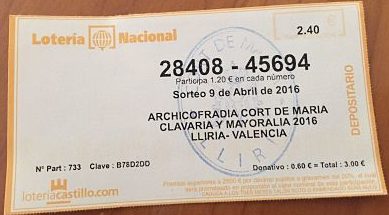 Lotería Nacional
2.40
28408 - 45694
Participo 1.20 € en cada número
Sorteo 9 de Abril de 2016
ARCHICOFRADIA CORT DE MARIA
CLAVARIA Y MAYORALIA 2016
LLIRIA- VALENCIA
DEPOSITARIO
Nº Part : 733 Clave : B78D2DD
Donativo : 0.60 € = Total : 3.00 €
loteriacastillo.com